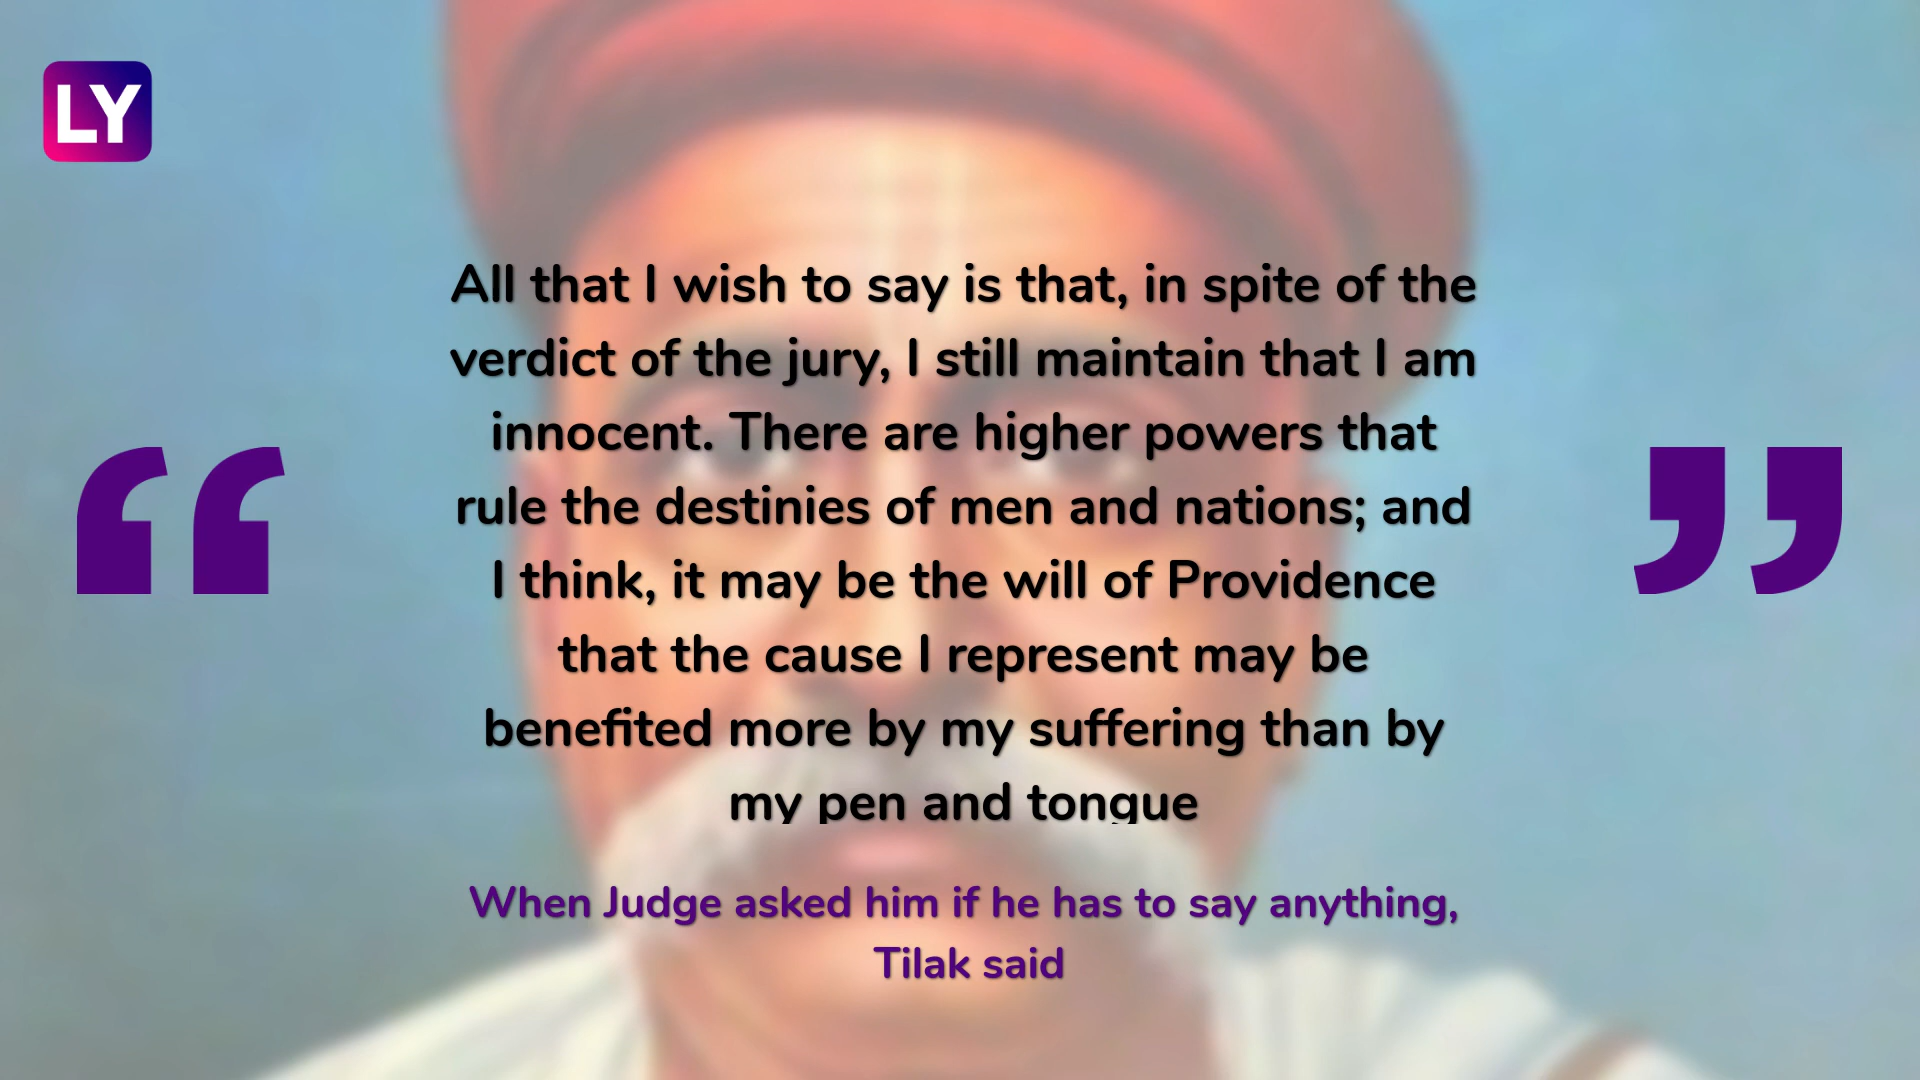 LY
All that I wish to say is that, in spite of the
verdict of the jury, I still maintain that I am
innocent. There are higher powers that
rule the destinies of men and nations; and
I think, it may be the will of Providence
that the cause I represent may be
benefited more by my suffering than by
my pen and tongue
“ ”
When Judge asked him if he has to say anything,
Tilak said